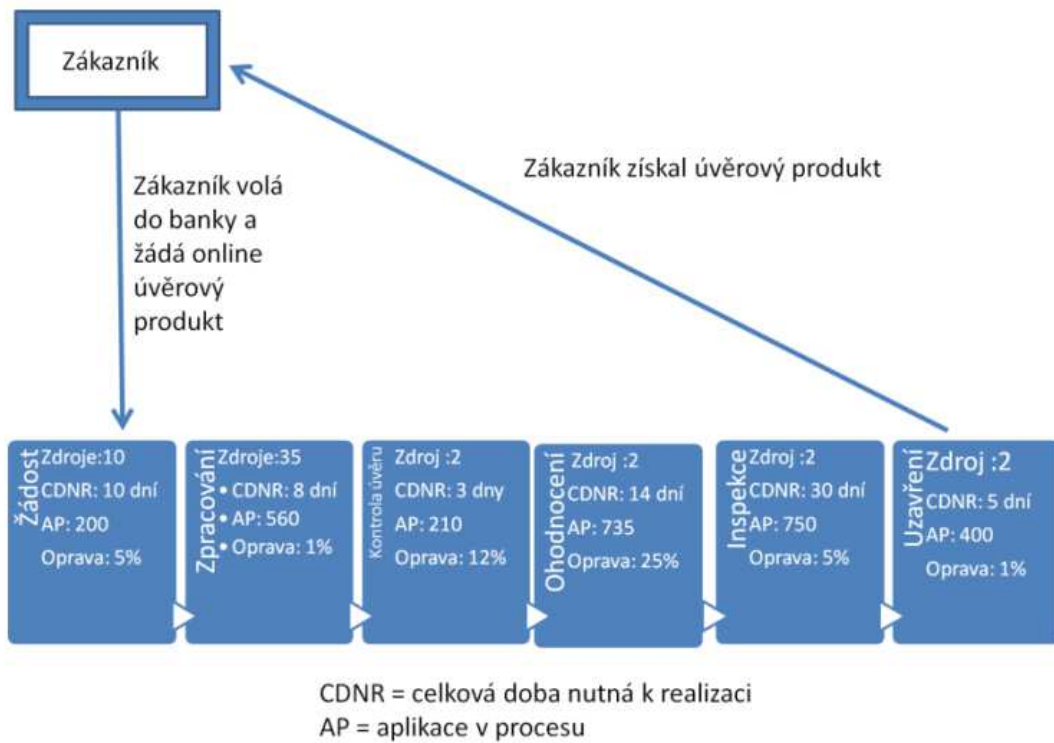 Zákazník
Zákazník volá
do banky a
žádá online
úvěrový
produkt
Zákazník získal úvěrový produkt
Žádost
Zdroje:10
CDNR: 10 dní
AP: 200
Oprava: 5%
Zpracování
Zdroje:35
• CDNR: 8 dní
• AP: 560
• Oprava: 1%
Kontrola úvěru
Zdroj :2
CDNR: 3 dny
AP: 210
Oprava: 12%
Ohodnocení
Zdroj :2
CDNR: 14 dní
AP: 735
Oprava: 25%
Inspekce
Zdroj :2
CDNR: 30 dní
AP: 750
Oprava: 5%
Uzavření
Zdroj :2
CDNR: 5 dní
AP: 400
Oprava: 1%
CDNR = celková doba nutná k realizaci
AP = aplikace v procesu